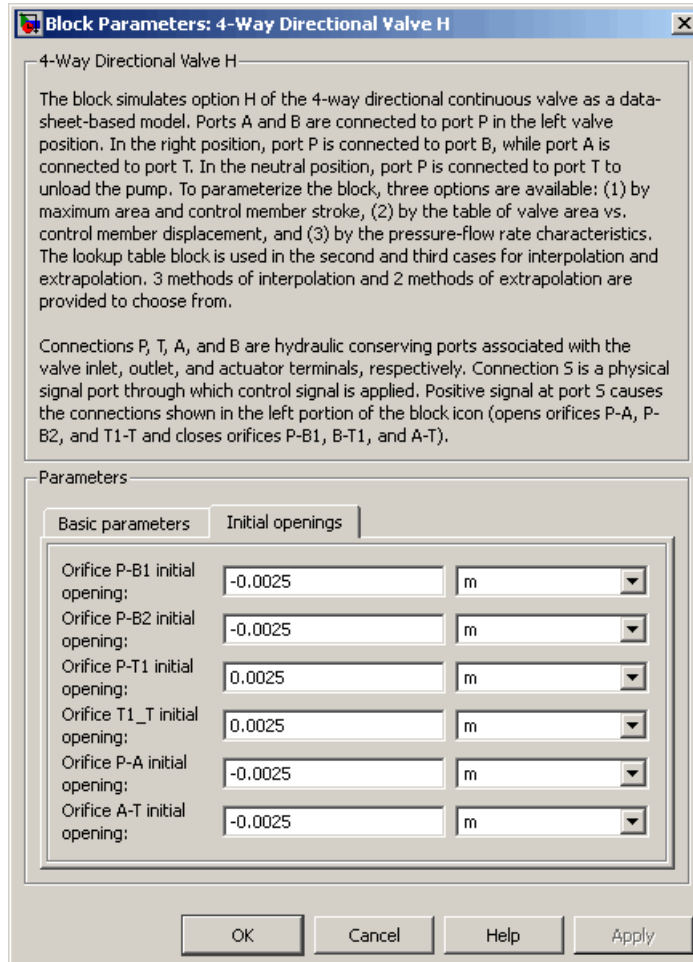 Block Parameters: 4-Way Directional Valve H
4-Way Directional Valve H
The block simulates option H of the 4-way directional continuous valve as a data-
sheet-based model. Ports A and B are connected to port P in the left valve
position. In the right position, port P is connected to port B, while port A is
connected to port T. In the neutral position, port P is connected to port T to
unload the pump. To parameterize the block, three options are available: (1) by
maximum area and control member stroke, (2) by the table of valve area vs.
control member displacement, and (3) by the pressure-flow rate characteristics.
The lookup table block is used in the second and third cases for interpolation and
extrapolation. 3 methods of interpolation and 2 methods of extrapolation are
provided to choose from.
Connections P, T, A, and B are hydraulic conserving ports associated with the
valve inlet, outlet, and actuator terminals, respectively. Connection S is a physical
signal port through which control signal is applied. Positive signal at port S causes
the connections shown in the left portion of the block icon (opens orifices P-A, P-
B2, and T1-T and closes orifices P-B1, B-T1, and A-T).
Parameters
Basic parameters Initial openings
Orifice P-B1 initial
opening: -0.0025 m
Orifice P-B2 initial
opening: -0.0025 m
Orifice P-T1 initial
opening: 0.0025 m
Orifice T1_T initial
opening: 0.0025 m
Orifice P-A initial
opening: -0.0025 m
Orifice A-T initial
opening: -0.0025 m
OK Cancel Help Apply